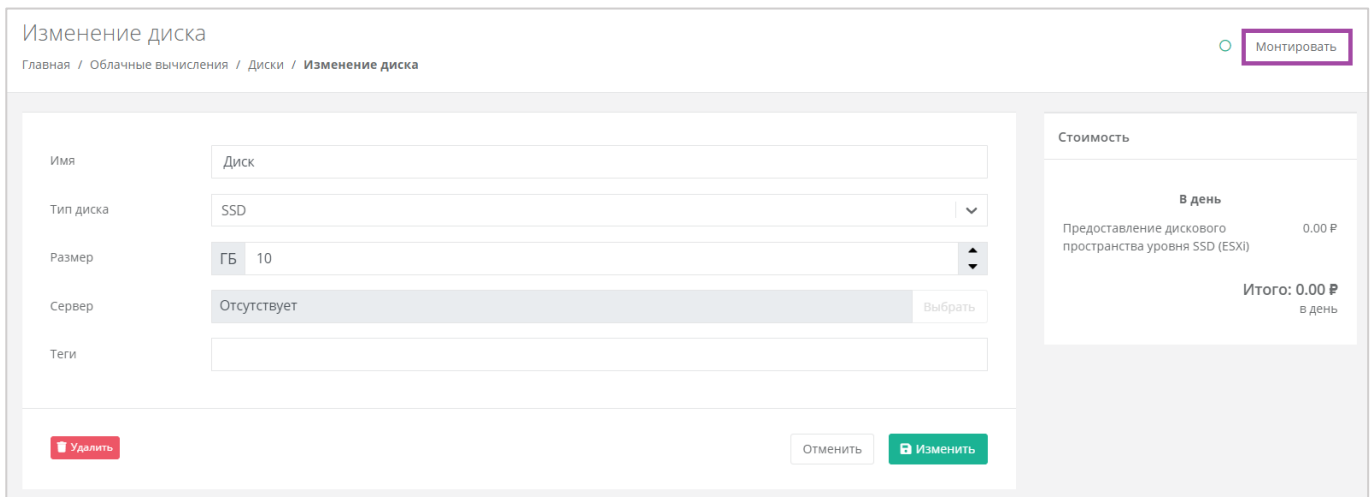 Изменение диска
Главная / Облачные вычисления / Диски / Изменение диска
Монтировать
Имя
Диск
Тип диска
SSD
Размер
ГБ 10
Сервер
Отсутствует
Выбрать
Теги
Удалить
Отменить
Изменить
Стоимость
В день
Предоставление дискового 0.00 ₽
пространства уровня SSD (ESXi)
Итого: 0.00 ₽
в день